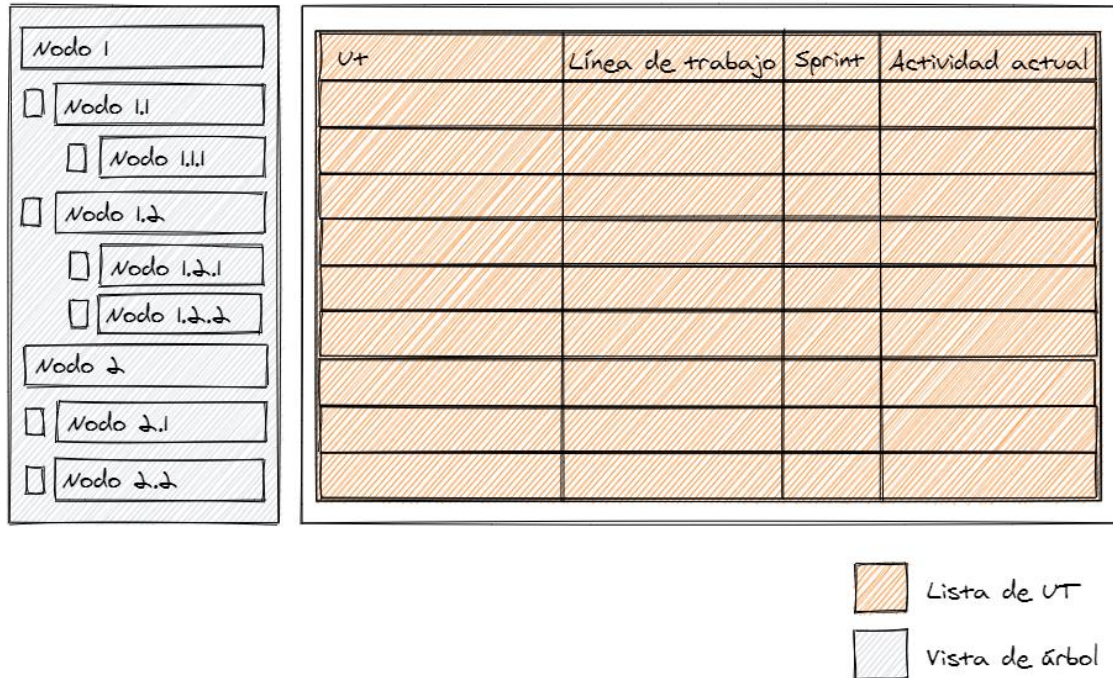 Nodo 1
Nodo 1.1
Nodo 1.1.1
Nodo 1.2
Nodo 1.2.1
Nodo 1.2.2
Nodo 2
Nodo 2.1
Nodo 2.2
Ut Línea de trabajo Sprint Actividad actual
Lista de UT
Vista de árbol